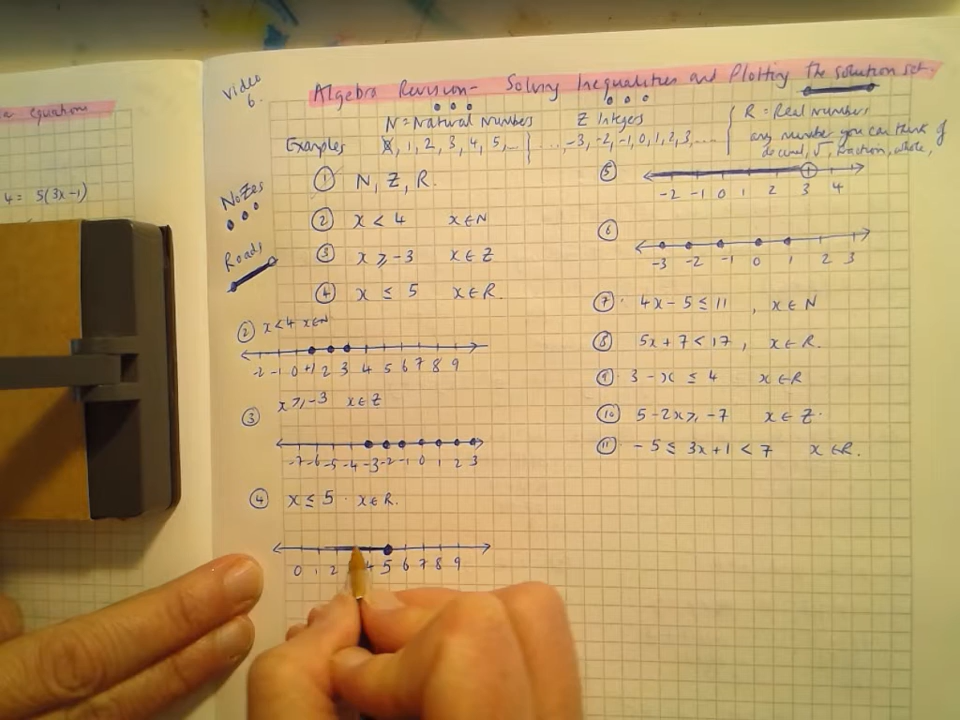 Video 6.
Algebra Revision - Solving Inequalities and Plotting the solution set.
N = Natural Numbers
Z Integers
R = Real numbers
any number you can think of
decimal, √, fraction, whole,
Examples
0, 1, 2, 3, 4, 5, ...
..., -3, -2, -1, 0, 1, 2, 3, ....
① N, Z, R.
② x < 4 x ∈ N
③ x ⩾ -3 x ∈ Z
④ x ≤ 5 x ∈ R.
② x < 4 x ∈ N
-2 -1 0 +1 2 3 4 5 6 7 8 9
③ x ⩾ -3 x ∈ Z
-7 -6 -5 -4 -3 -2 -1 0 1 2 3
④ x ≤ 5 . x ∈ R.
0 1 2 4 5 6 7 8 9
⑤
-2 -1 0 1 2 3 4
⑥
-3 -2 -1 0 1 2 3
⑦ 4x - 5 ≤ 11 , x ∈ N
⑧ 5x + 7 < 17 , x ∈ R.
⑨ 3 - x ≤ 4 x ∈ R
⑩ 5 - 2x ⩾ -7 x ∈ Z.
⑪ -5 ≤ 3x + 1 < 7 x ∈ R.
Nozes
Roads
equations
4 = 5(3x-1)